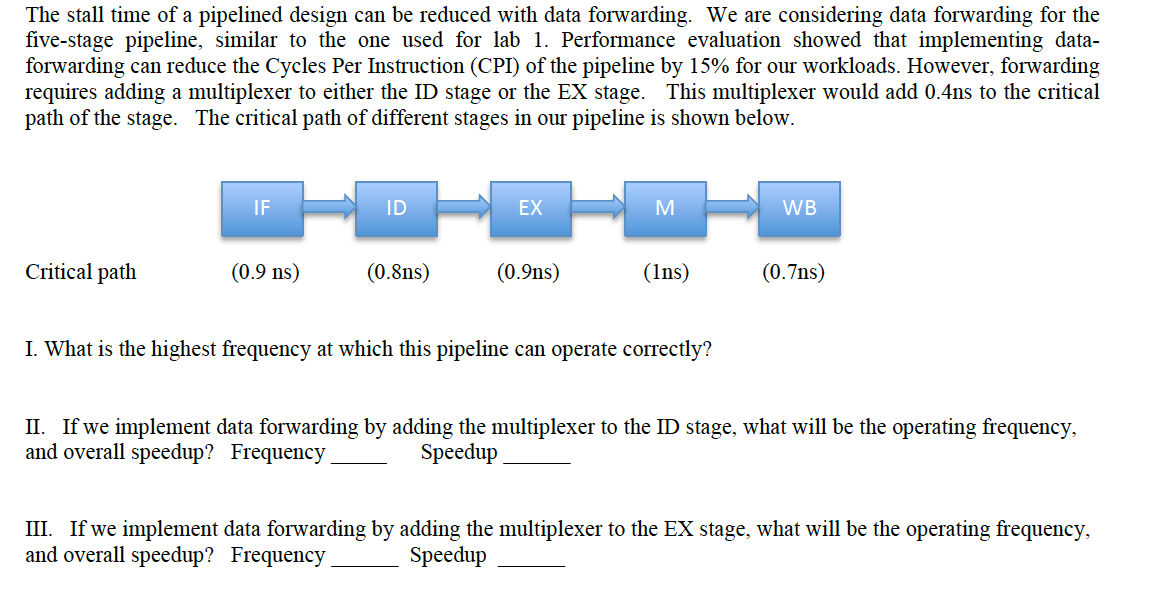 The stall time of a pipelined design can be reduced with data forwarding. We are considering data forwarding for the
five-stage pipeline, similar to the one used for lab 1. Performance evaluation showed that implementing data-
forwarding can reduce the Cycles Per Instruction (CPI) of the pipeline by 15% for our workloads. However, forwarding
requires adding a multiplexer to either the ID stage or the EX stage. This multiplexer would add 0.4ns to the critical
path of the stage. The critical path of different stages in our pipeline is shown below.
IF ID EX M WB
Critical path (0.9 ns) (0.8ns) (0.9ns) (1ns) (0.7ns)
I. What is the highest frequency at which this pipeline can operate correctly?
II. If we implement data forwarding by adding the multiplexer to the ID stage, what will be the operating frequency,
and overall speedup? Frequency _____ Speedup ______
III. If we implement data forwarding by adding the multiplexer to the EX stage, what will be the operating frequency,
and overall speedup? Frequency ______ Speedup ______